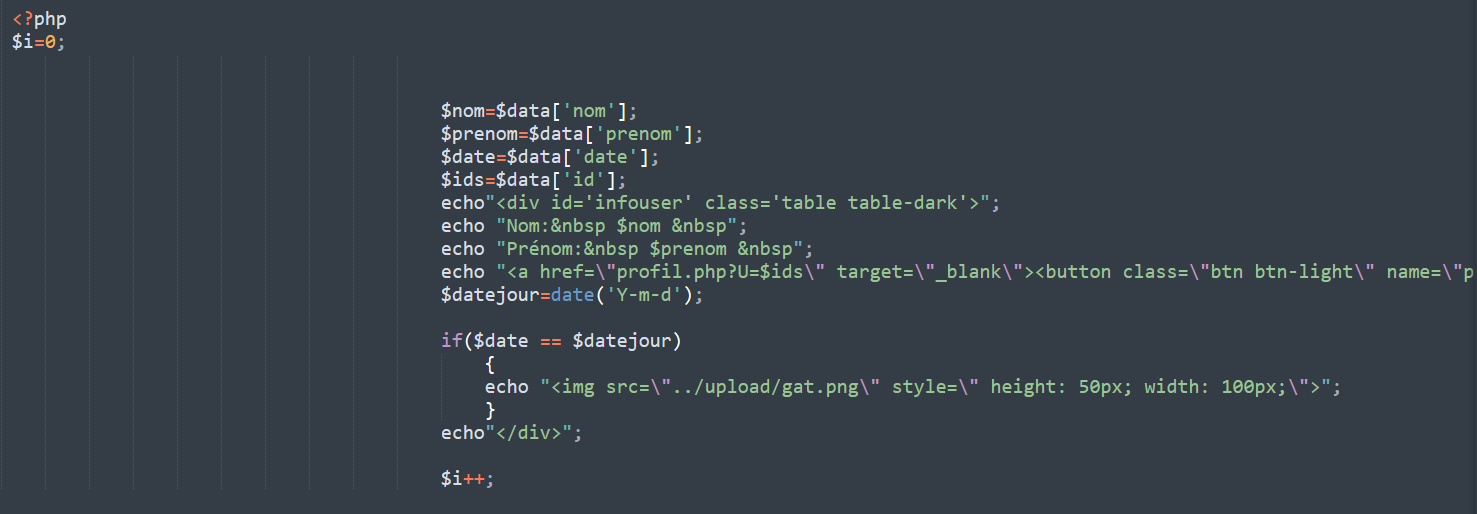 <?php
$i=0;
$nom=$data['nom'];
$prenom=$data['prenom'];
$date=$data['date'];
$ids=$data['id'];
echo"<div id='infouser' class='table table-dark'>";
echo "Nom:&nbsp $nom &nbsp";
echo "Prénom:&nbsp $prenom &nbsp";
echo "<a href=\"profil.php?U=$ids\" target=\"_blank\"><button class=\"btn btn-light\" name=\"p
$datejour=date('Y-m-d');
if($date == $datejour)
{
echo "<img src=\"../upload/gat.png\" style=\" height: 50px; width: 100px;\">";
}
echo"</div>";
$i++;